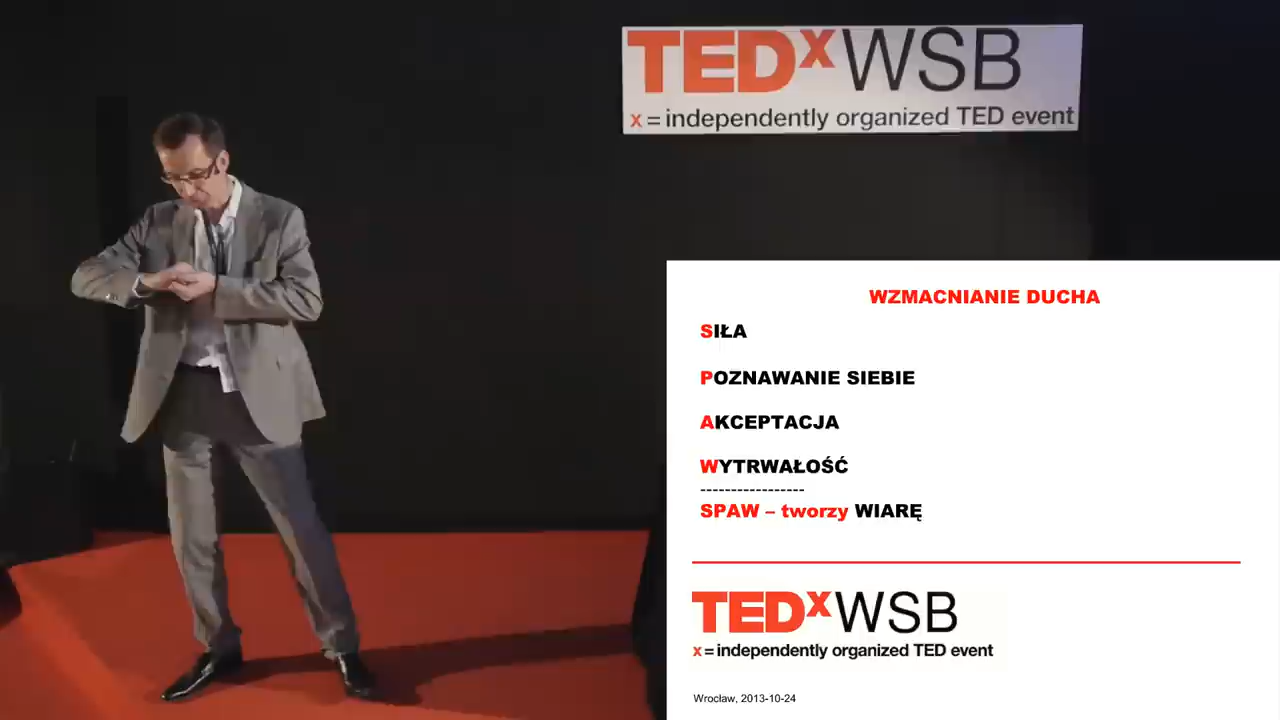 TEDxWSB
x = independently organized TED event
WZMACNIANIE DUCHA
SIŁA
POZNAWANIE SIEBIE
AKCEPTACJA
WYTRWAŁOŚĆ
-----------------
SPAW – tworzy WIARĘ
TEDxWSB
x = independently organized TED event
Wrocław, 2013-10-24